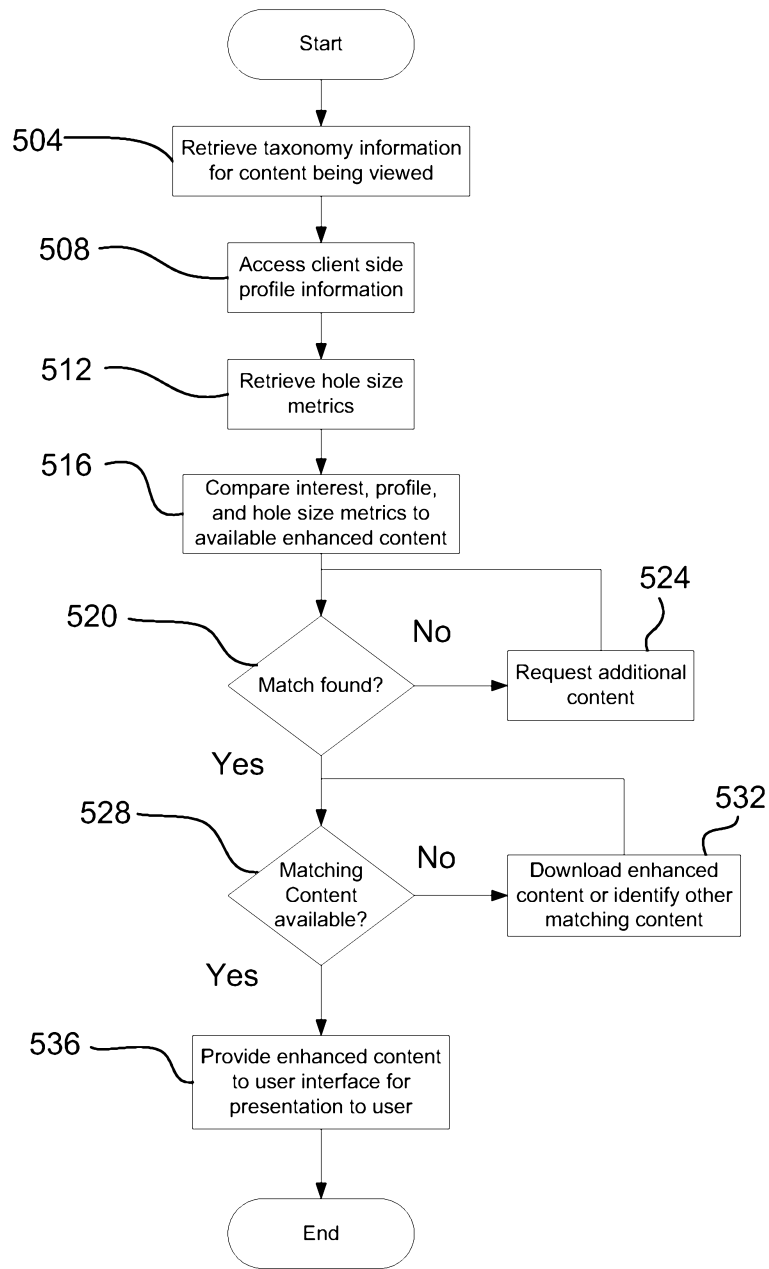 Start
504
Retrieve taxonomy information
for content being viewed
508
Access client side
profile information
512
Retrieve hole size
metrics
516
Compare interest, profile,
and hole size metrics to
available enhanced content
520
Match found?
No
524
Request additional
content
Yes
528
Matching
Content
available?
No
532
Download enhanced
content or identify other
matching content
Yes
536
Provide enhanced content
to user interface for
presentation to user
End